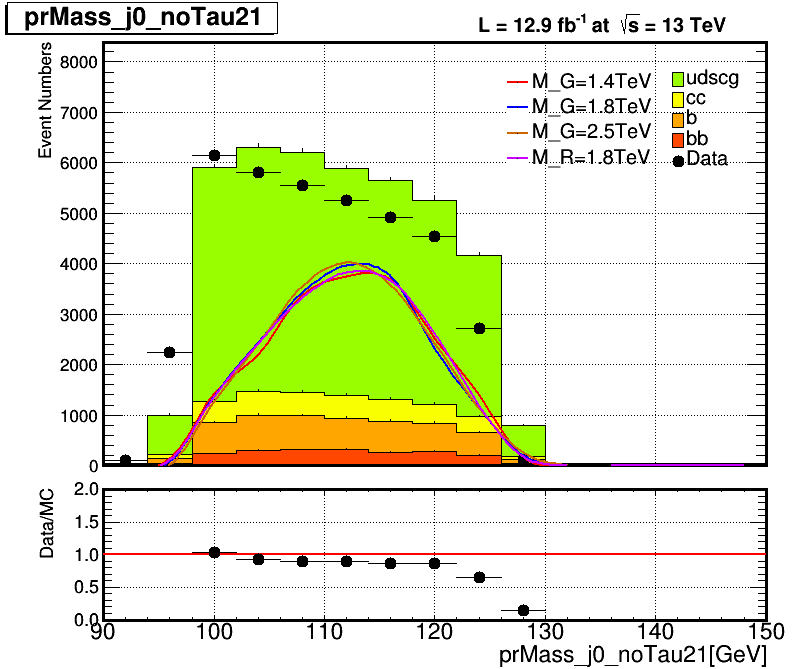 prMass_j0_noTau21
L = 12.9 fb⁻¹ at √s = 13 TeV
Event Numbers
8000
7000
6000
5000
4000
3000
2000
1000
0
M_G=1.4TeV
M_G=1.8TeV
M_G=2.5TeV
M_R=1.8TeV
udscg
cc
b
bb
Data
Data/MC
2.0
1.5
1.0
0.5
0.0
90 100 110 120 130 140 150
prMass_j0_noTau21[GeV]